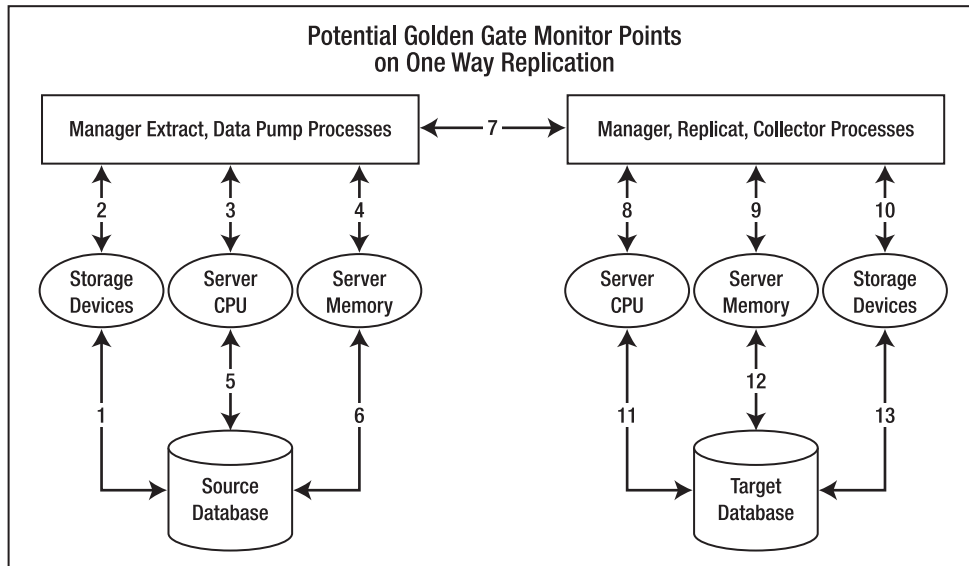 Potential Golden Gate Monitor Points
on One Way Replication
Manager Extract, Data Pump Processes
7
Manager, Replicat, Collector Processes
2
3
4
8
9
10
Storage
Devices
Server
CPU
Server
Memory
Server
CPU
Server
Memory
Storage
Devices
1
5
6
11
12
13
Source
Database
Target
Database